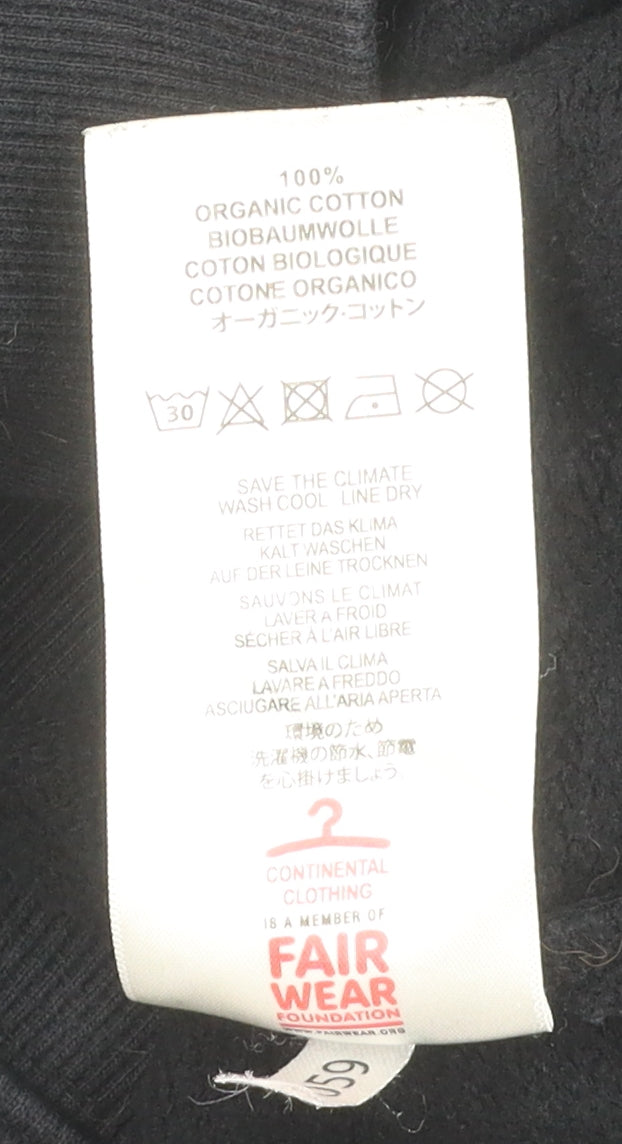 100%
ORGANIC COTTON
BIOBAUMWOLLE
COTON BIOLOGIQUE
COTONE ORGANICO
オーガニック・コットン
30
SAVE THE CLIMATE
WASH COOL LINE DRY
RETTET DAS KLIMA
KALT WASCHEN
AUF DER LEINE TROCKNEN
SAUVONS LE CLIMAT
LAVER A FROID
SÉCHER À L'AIR LIBRE
SALVA IL CLIMA
LAVARE A FREDDO
ASCIUGARE ALL'ARIA APERTA
環境のため
洗濯機の節水、節電
を心掛けましょう。
CONTINENTAL
CLOTHING
IS A MEMBER OF
FAIR
WEAR
FOUNDATION
WWW.FAIRWEAR.ORG
059